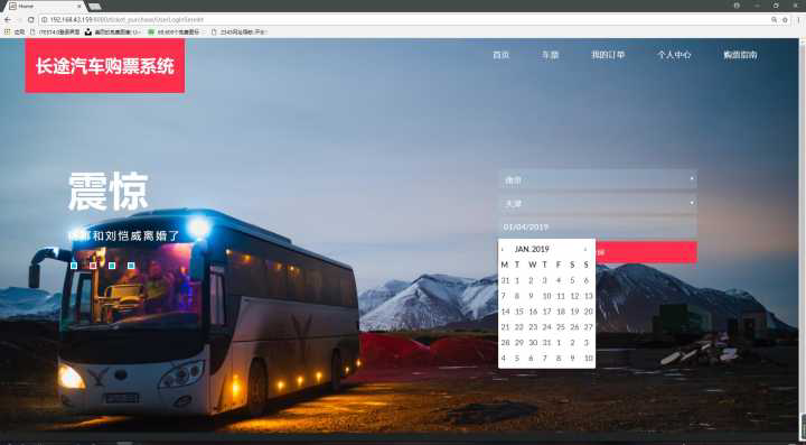 Home
192.168.43.159:8080/ticket_purchase/UserLoginServlet
应用
长途汽车购票系统
首页 车票 我的订单 个人中心 购票指南
震惊
和刘恺威离婚了
天津
01/04/2019
JAN, 2019
M T W T F S S
31 1 2 3 4 5 6
7 8 9 10 11 12 13
14 15 16 17 18 19 20
21 22 23 24 25 26 27
28 29 30 31 1 2 3
4 5 6 7 8 9 10